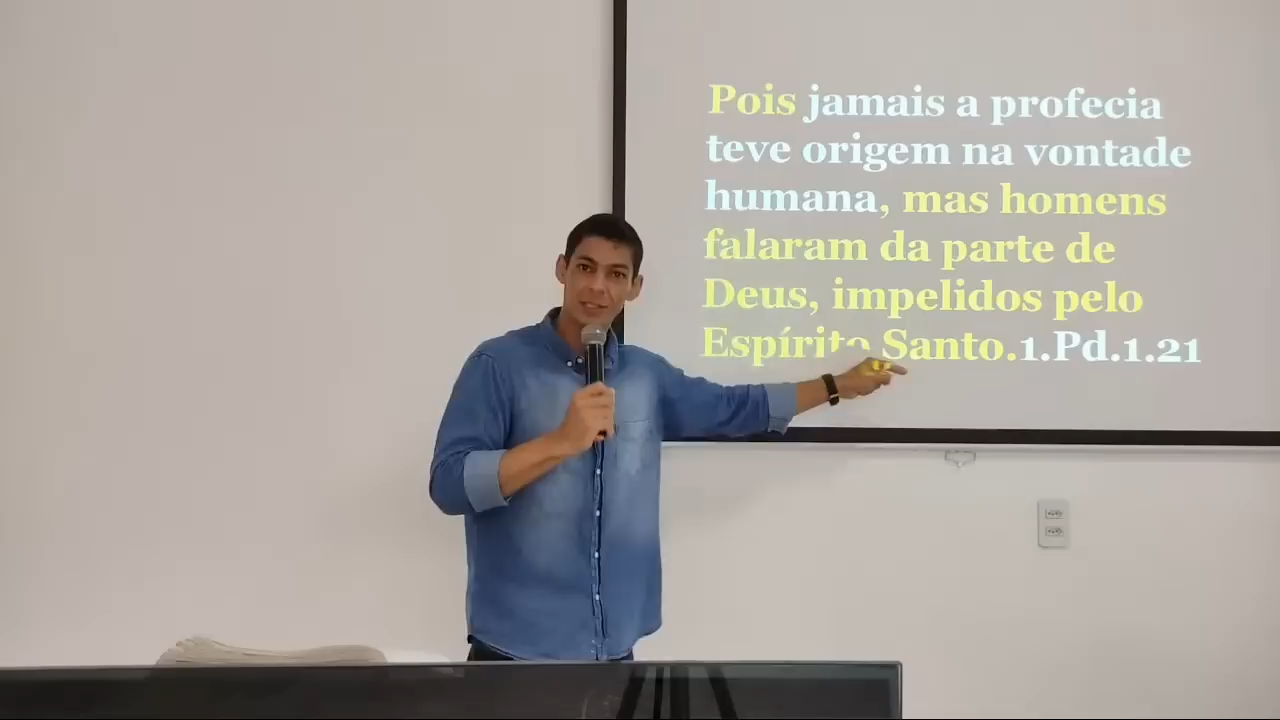 Pois jamais a profecia
teve origem na vontade
humana, mas homens
falaram da parte de
Deus, impelidos pelo
Espírito Santo.1.Pd.1.21